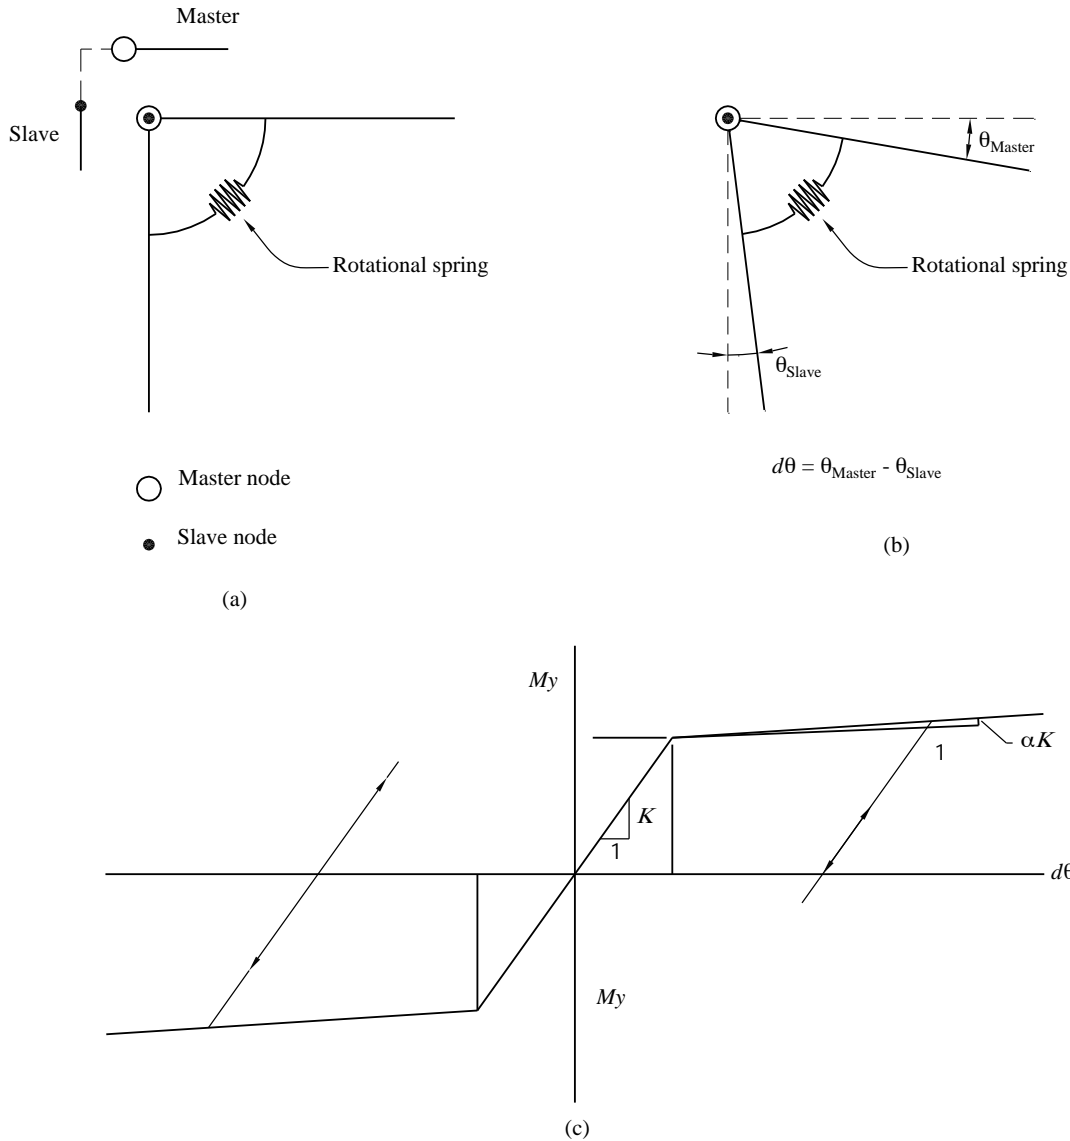 Master
Slave
Rotational spring
Master node
Slave node
(a)
θMaster
Rotational spring
θSlave
dθ = θMaster - θSlave
(b)
My
αK
1
K
1
dθ
My
(c)